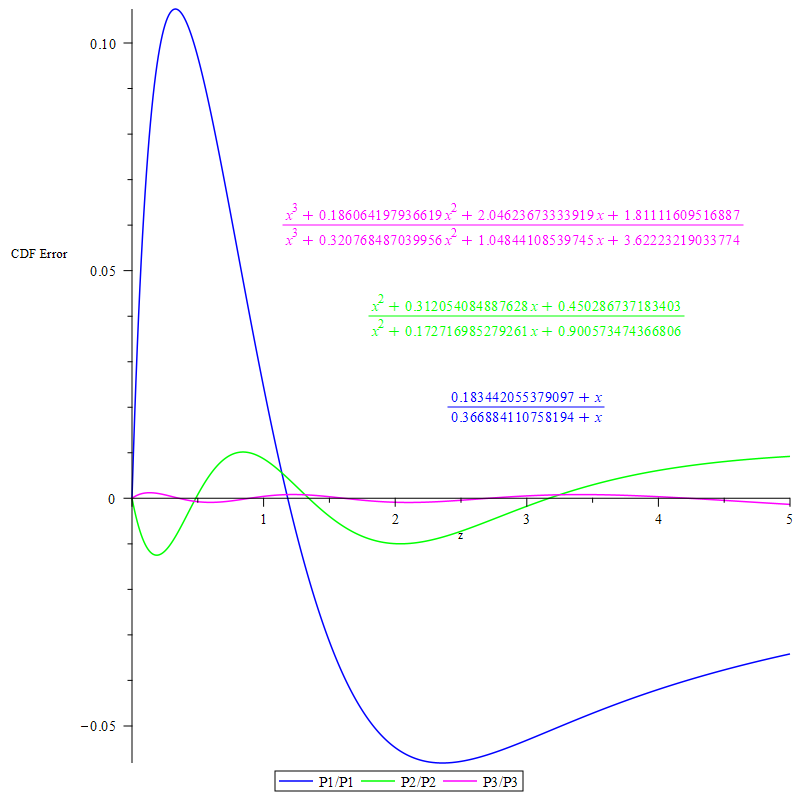 0.10
x^3 + 0.186064197936619 x^2 + 2.04623673333919 x + 1.81111609516887
x^3 + 0.320768487039956 x^2 + 1.04844108539745 x + 3.62223219033774
CDF Error
0.05
x^2 + 0.312054084887628 x + 0.450286737183403
x^2 + 0.172716985279261 x + 0.900573474366806
0.183442055379097 + x
0.366884110758194 + x
0
1 2 3 4 5
z
−0.05
P1/P1 P2/P2 P3/P3